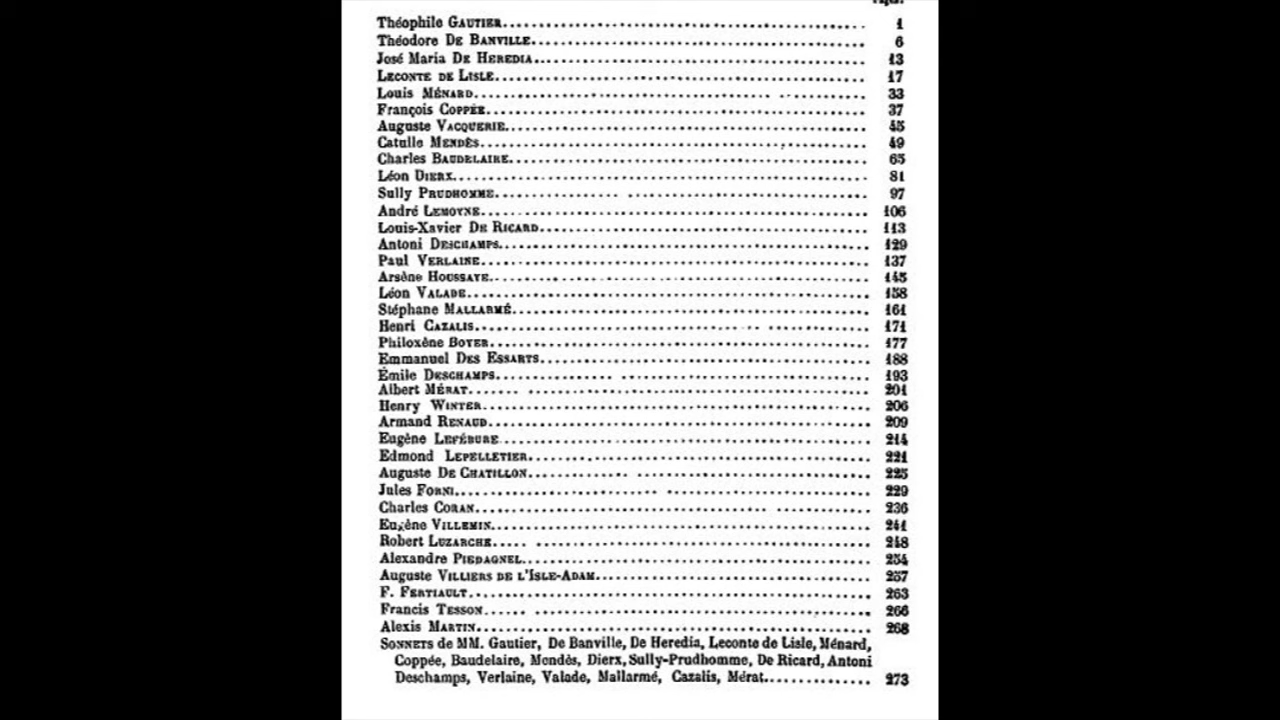 Théophile GAUTIER 1
Théodore DE BANVILLE 6
José Maria DE HEREDIA 13
LECONTE DE LISLE 17
Louis MÉNARD 33
François COPPÉE 37
Auguste VACQUERIE 45
Catulle MENDÈS 49
Charles BAUDELAIRE 65
Léon DIERX 81
Sully PRUDHOMME 97
André LEMOYNE 106
Louis-Xavier DE RICARD 113
Antoni DESCHAMPS 129
Paul VERLAINE 137
Arsène HOUSSAYE 145
Léon VALADE 158
Stéphane MALLARMÉ 161
Henri CAZALIS 171
Philoxène BOYER 177
Emmanuel DES ESSARTS 188
Émile DESCHAMPS 193
Albert MÉRAT 201
Henry WINTER 206
Armand RENAUD 209
Eugène LEFÉBURE 214
Edmond LEPELLETIER 221
Auguste DE CHATILLON 225
Jules FORNI 229
Charles CORAN 236
Eugène VILLEMIN 241
Robert LUZARCHE 248
Alexandre PIEDAGNEL 254
Auguste VILLIERS DE L'ISLE-ADAM 257
F. FERTIAULT 263
Francis TESSON 266
Alexis MARTIN 268
SONNETS de MM. Gautier, De Banville, De Heredia, Leconte de Lisle, Ménard,
Coppée, Baudelaire, Mendès, Dierx, Sully-Prudhomme, De Ricard, Antoni
Deschamps, Verlaine, Valade, Mallarmé, Cazalis, Mérat 273